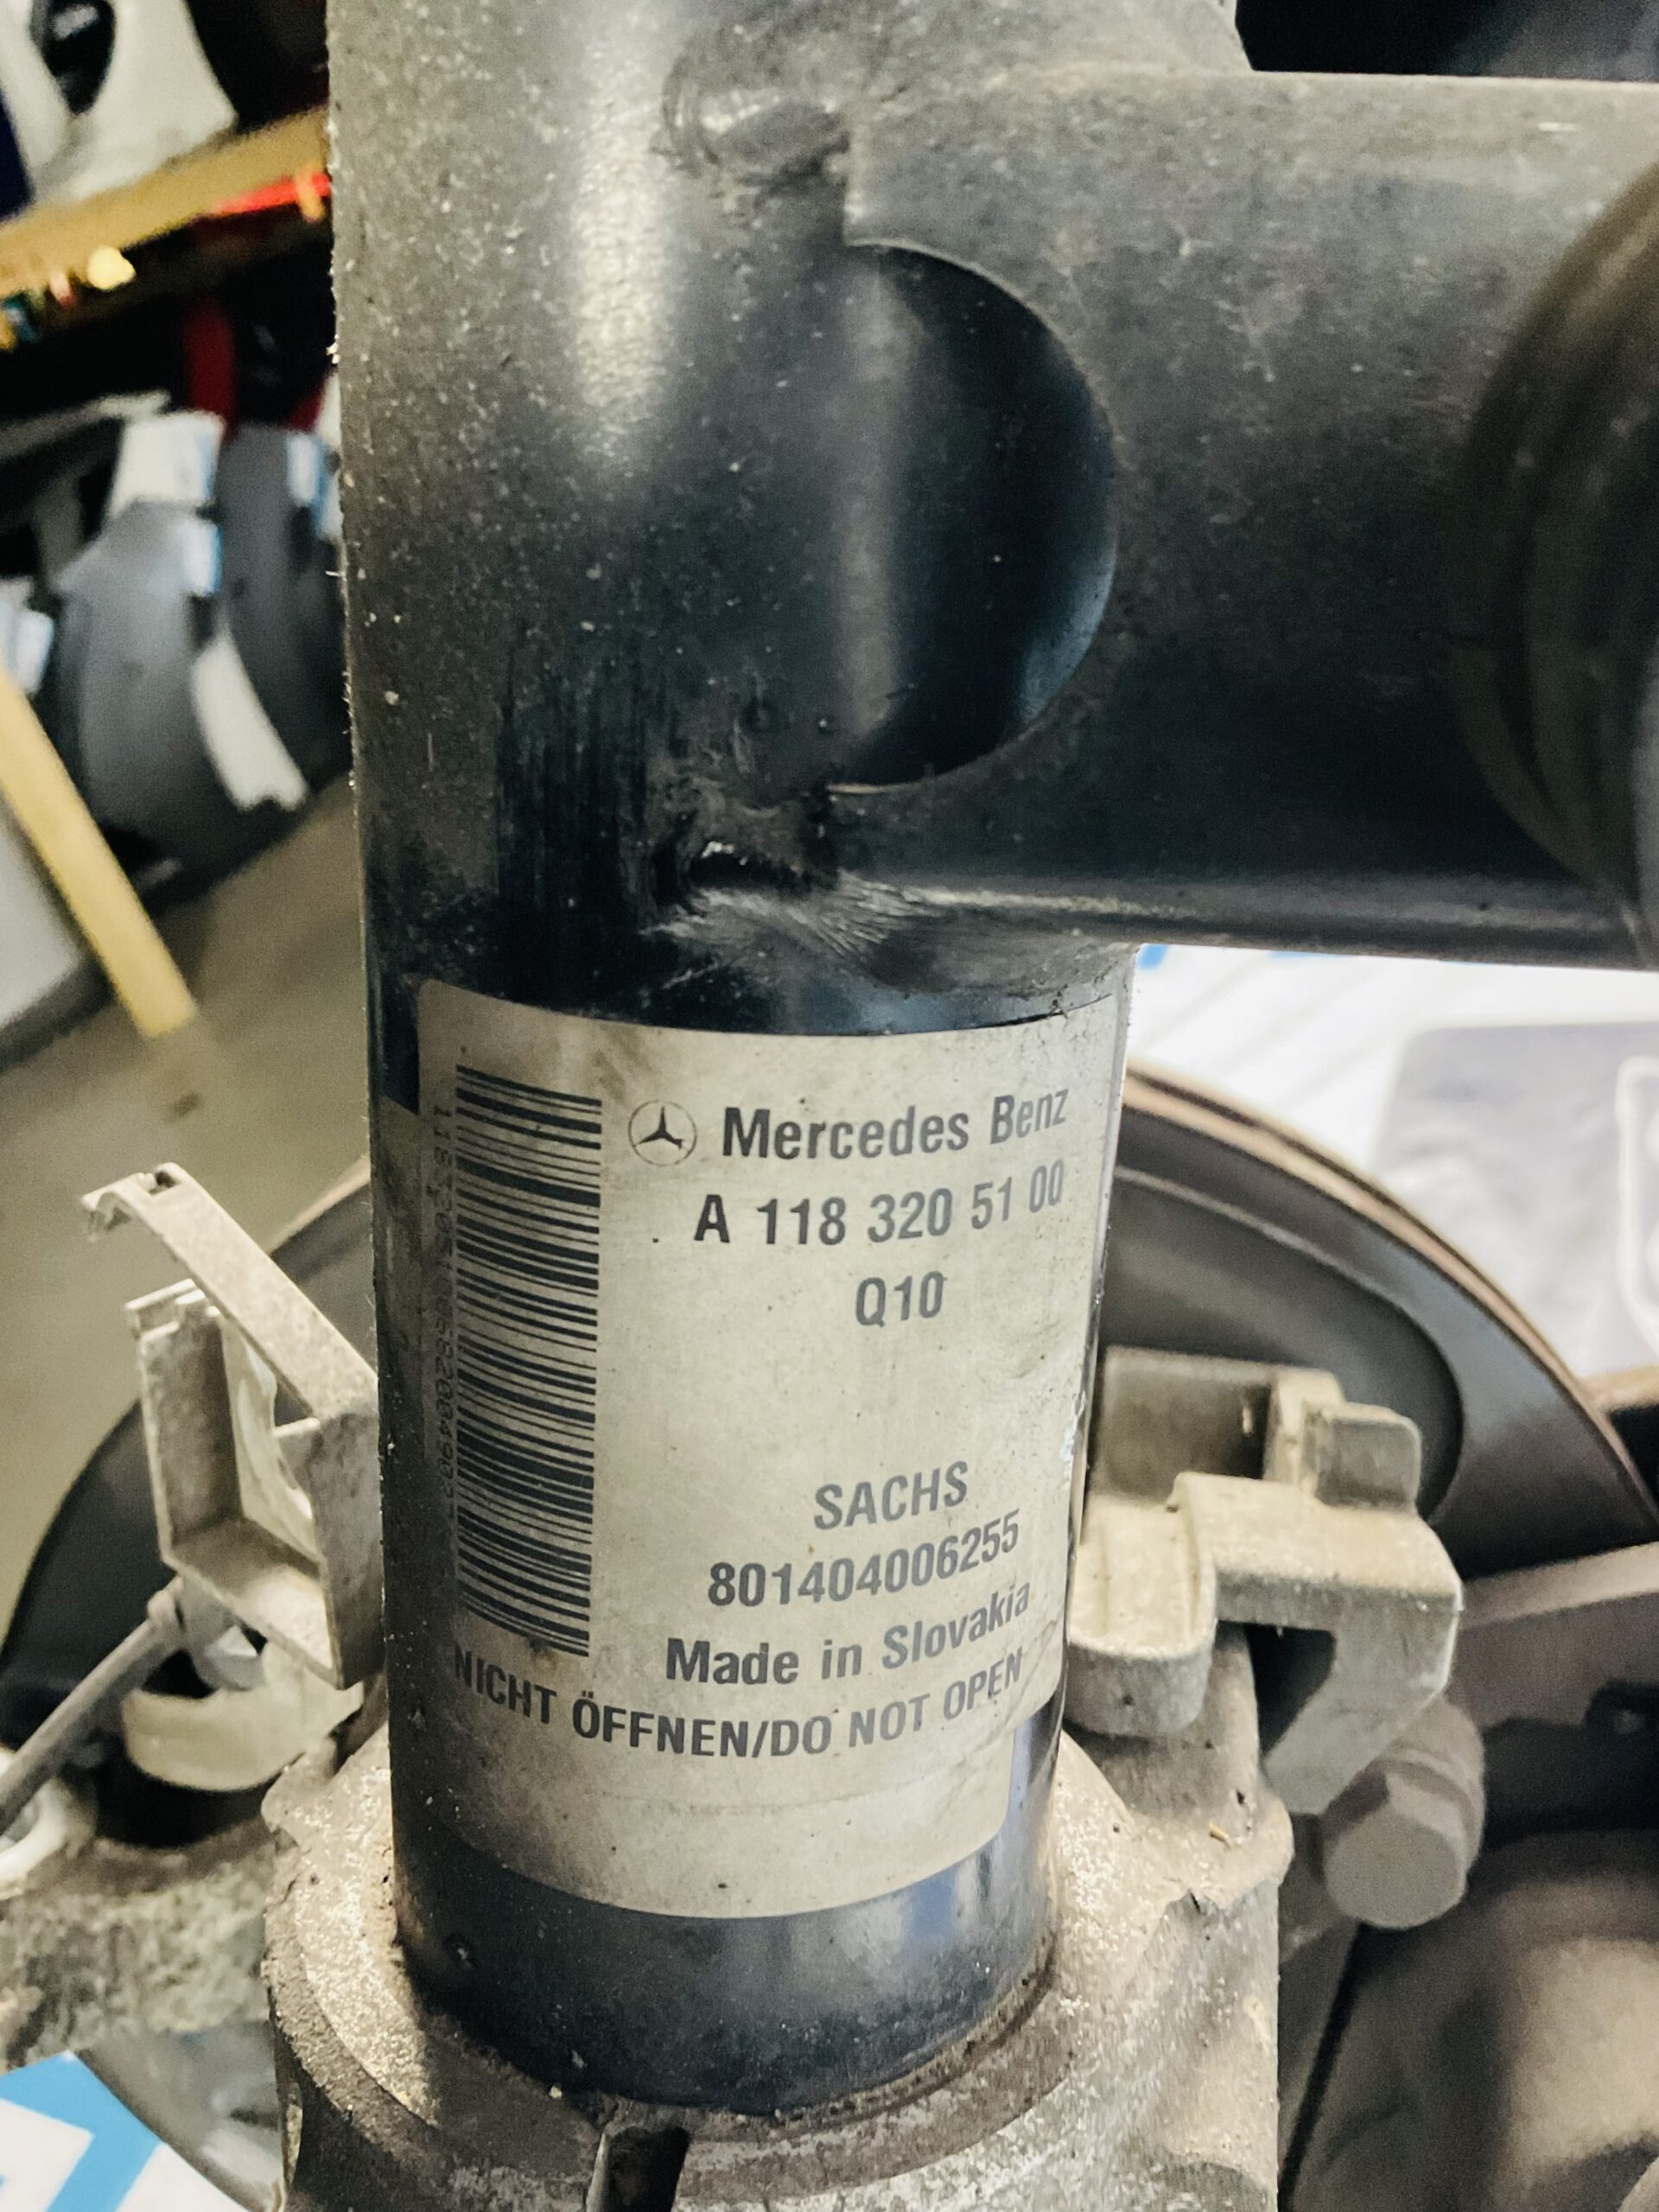 Mercedes Benz
A 118 320 51 00
Q10
SACHS
801404006255
Made in Slovakia
NICHT ÖFFNEN/DO NOT OPEN